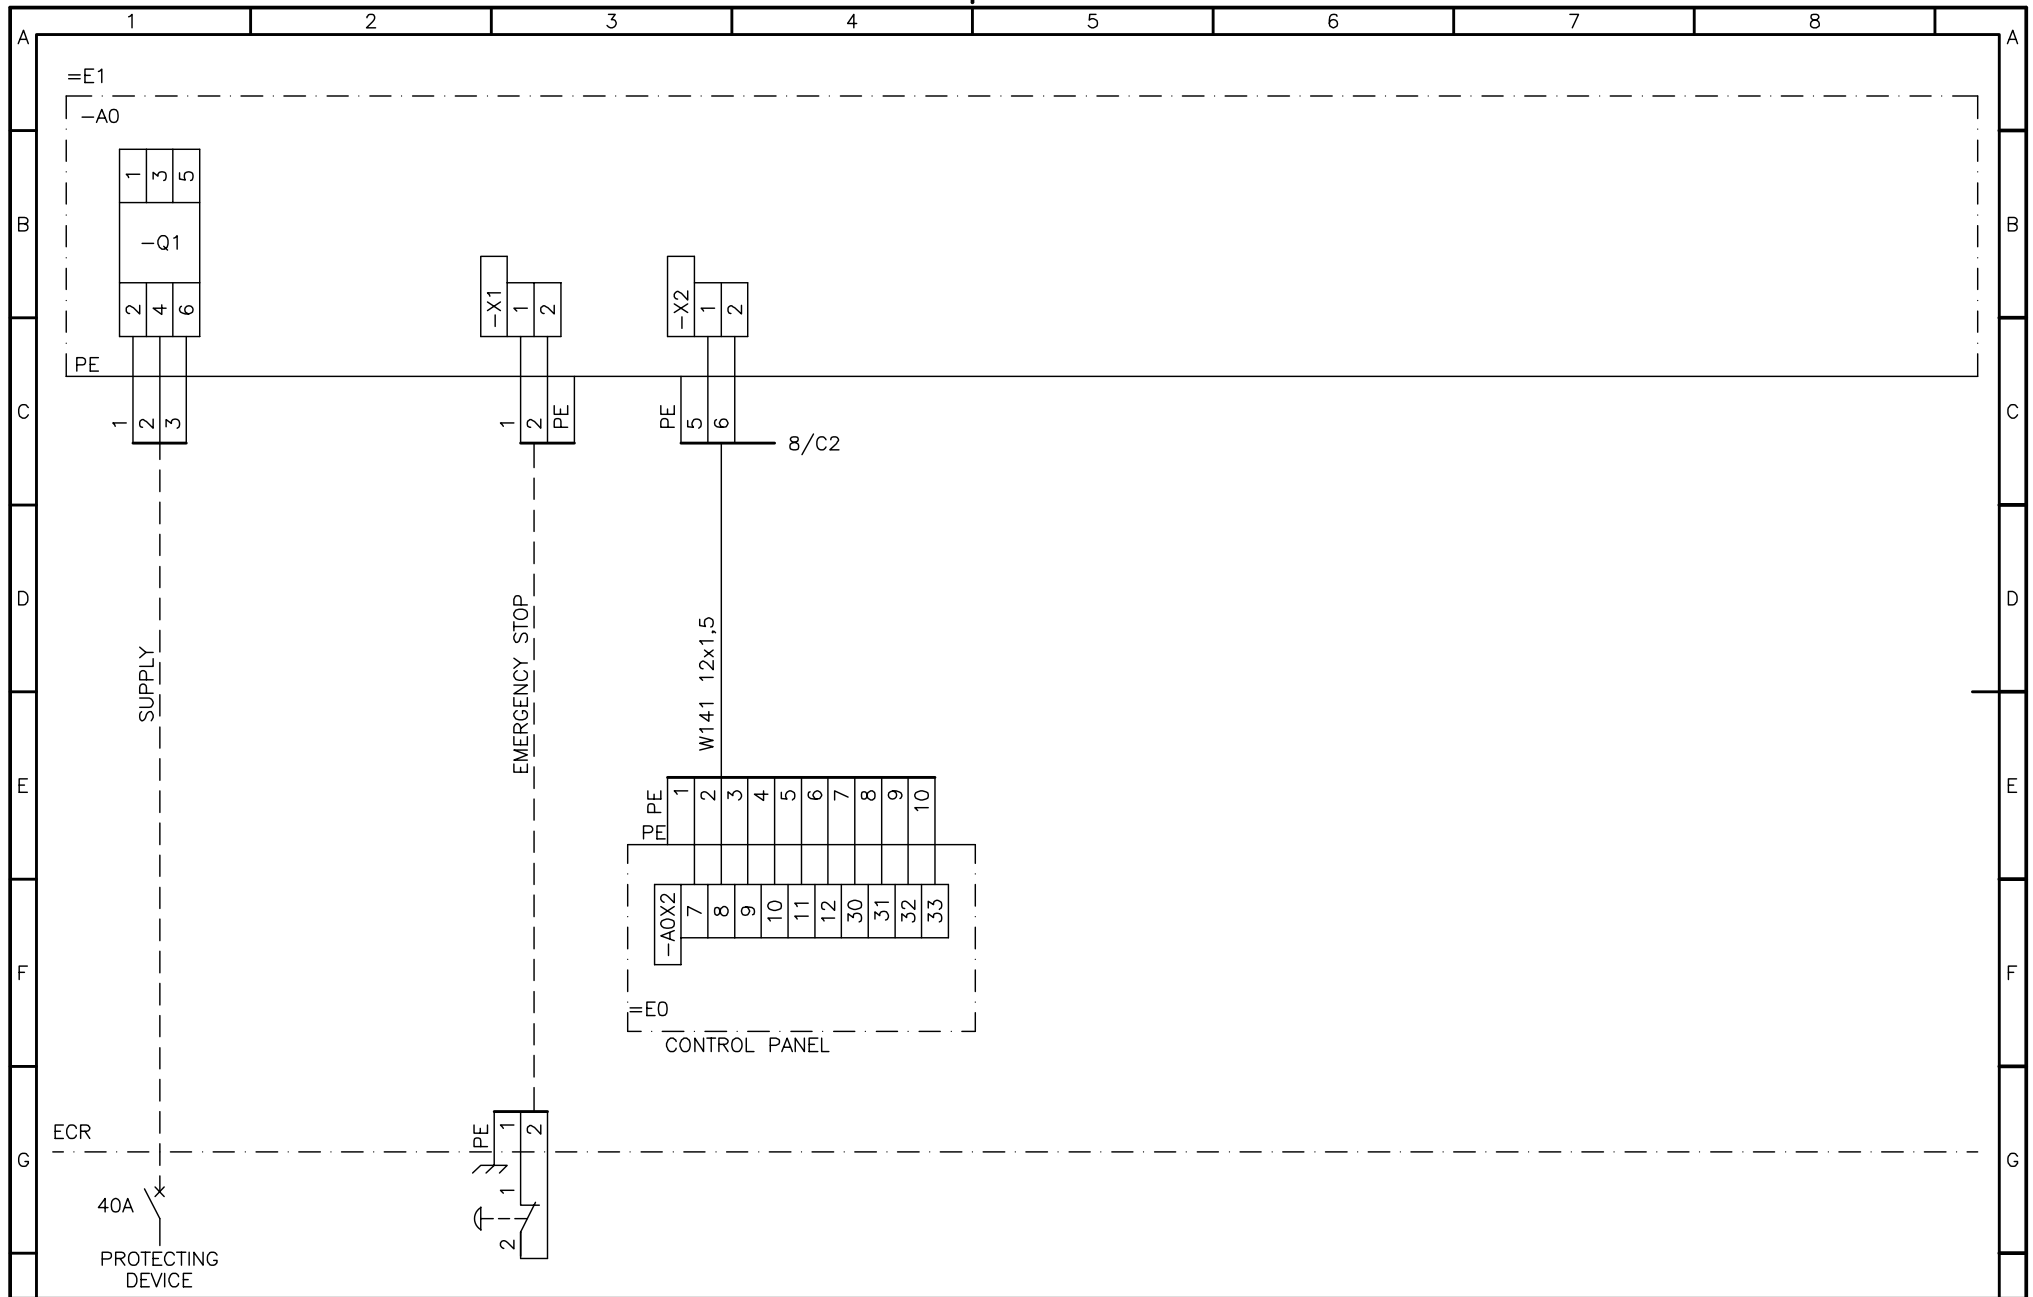 1 2 3 4 5 6 7 8
A A
=E1
-A0
1 3 5
B B
-Q1
2 4 6
-X1 1 2
-X2 1 2
PE
C C
1 2 3
1 2 PE
PE 5 6
8/C2
D D
SUPPLY
EMERGENCY STOP
W141 12x1,5
E E
PE 1 2 3 4 5 6 7 8 9 10
PE
-A0X2 7 8 9 10 11 12 30 31 32 33
F F
=E0
CONTROL PANEL
ECR
PE 1 2
G G
1
40A
2
PROTECTING
DEVICE